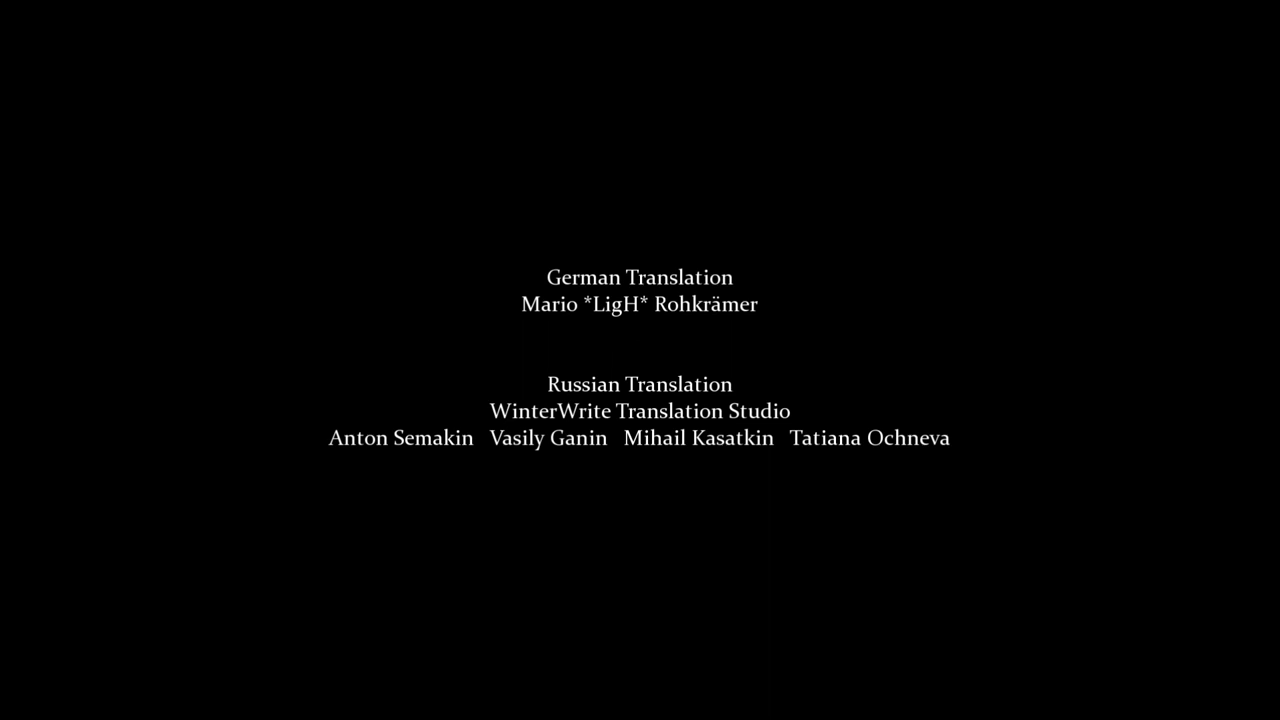 German Translation
Mario *LigH* Rohkrämer
Russian Translation
WinterWrite Translation Studio
Anton Semakin   Vasily Ganin   Mihail Kasatkin   Tatiana Ochneva